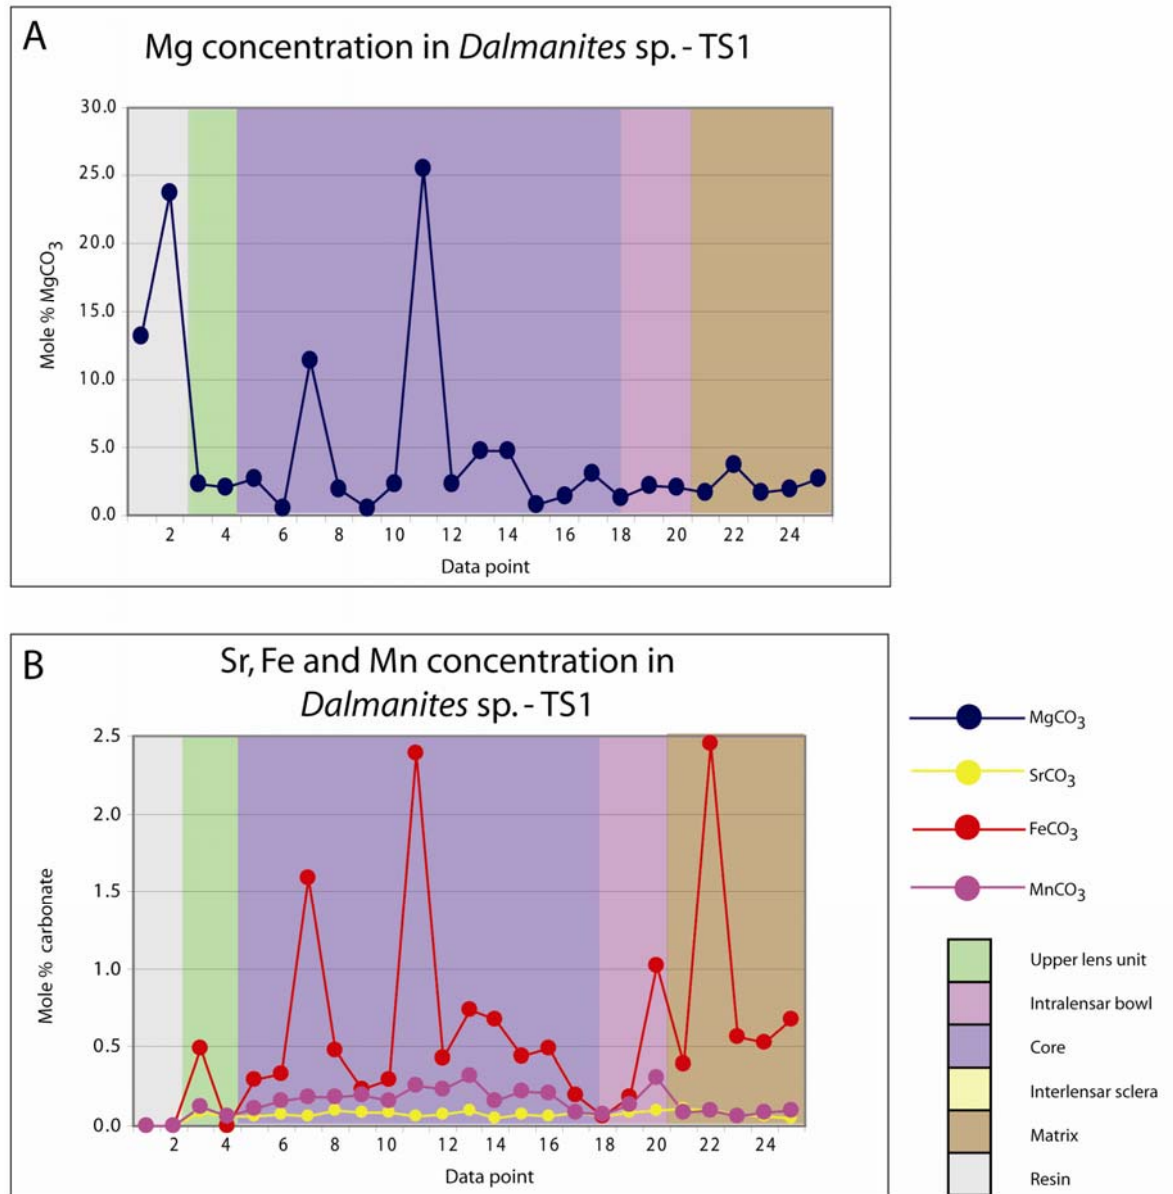 A
Mg concentration in Dalmanites sp. - TS1
30.0
25.0
20.0
15.0
10.0
5.0
0.0
Mole % MgCO3
2 4 6 8 10 12 14 16 18 20 22 24
Data point
B
Sr, Fe and Mn concentration in
Dalmanites sp. - TS1
2.5
2.0
1.5
1.0
0.5
0.0
Mole % carbonate
2 4 6 8 10 12 14 16 18 20 22 24
Data point
MgCO3
SrCO3
FeCO3
MnCO3
Upper lens unit
Intralensar bowl
Core
Interlensar sclera
Matrix
Resin